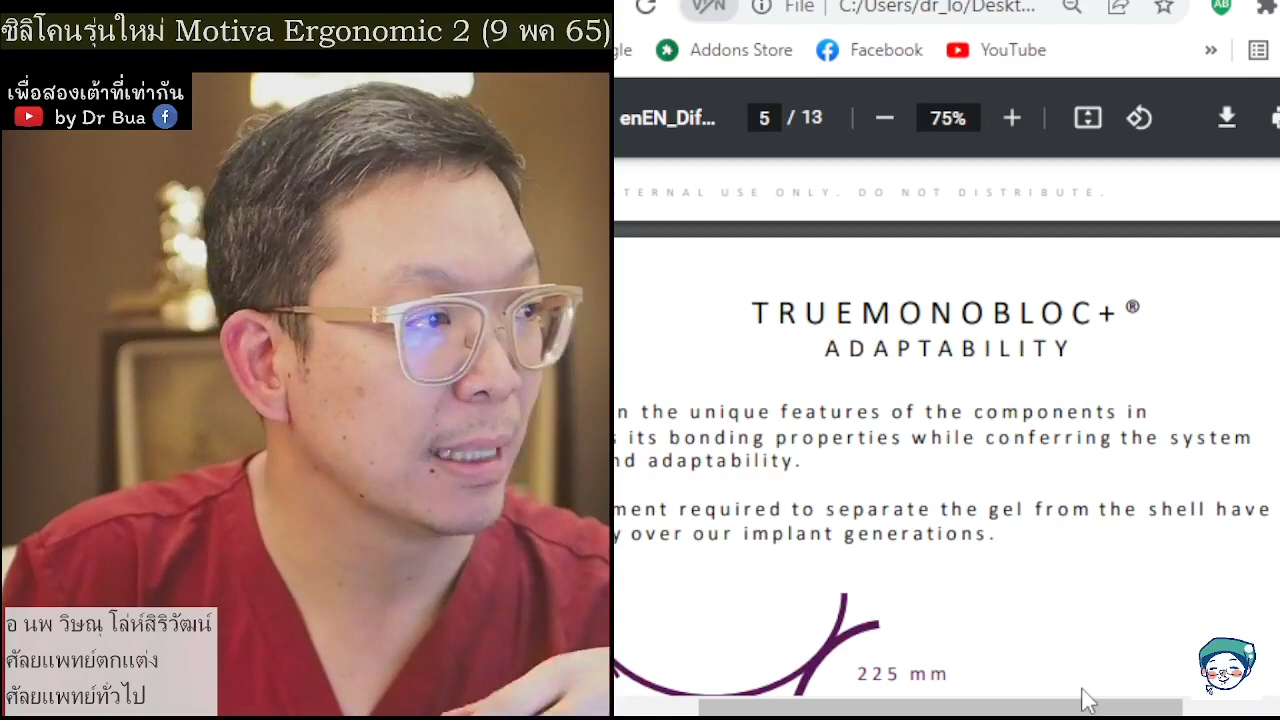 ซิลิโคนรุ่นใหม่ Motiva Ergonomic 2 (9 พค 65)
เพื่อสองเต้าที่เท่ากัน
by Dr Bua
อ นพ วิษณุ โล่ห์สิริวัฒน์
ศัลยแพทย์ตกแต่ง
ศัลยแพทย์ทั่วไป
File C:/Users/dr_lo/Deskt...
gle Addons Store Facebook YouTube »
enEN_Dif... 5 / 13 75%
TERNAL USE ONLY. DO NOT DISTRIBUTE.
TRUEMONOBLOC+®
ADAPTABILITY
n the unique features of the components in
s its bonding properties while conferring the system
nd adaptability.
ment required to separate the gel from the shell have
y over our implant generations.
225 mm